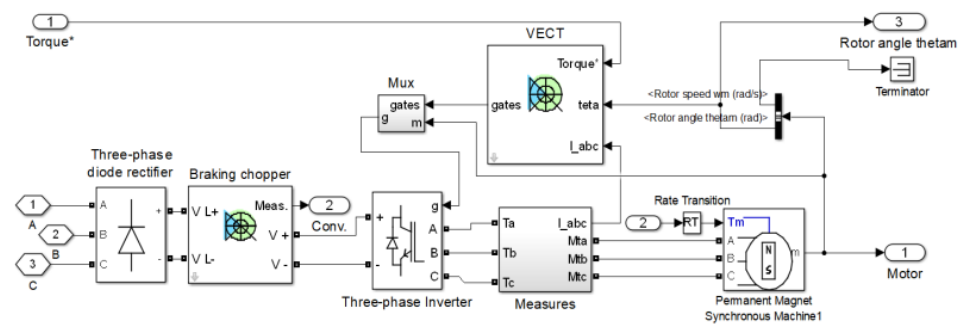 1
Torque*
VECT
Torque*
gates
teta
I_abc
Mux
gates
g
m
3
Rotor angle thetam
Terminator
<Rotor speed wm (rad/s)>
<Rotor angle thetam (rad)>
Three-phase
diode rectifier
1
A
2
B
3
C
A
B
C
+
-
Braking chopper
V L+
V L-
Meas.
V +
V -
2
Conv.
g
+
-
A
B
C
Three-phase Inverter
Ta
Tb
Tc
I_abc
Mta
Mtb
Mtc
Measures
2
Rate Transition
RT
Tm
A
B
C
N
S
m
Permanent Magnet
Synchronous Machine1
1
Motor